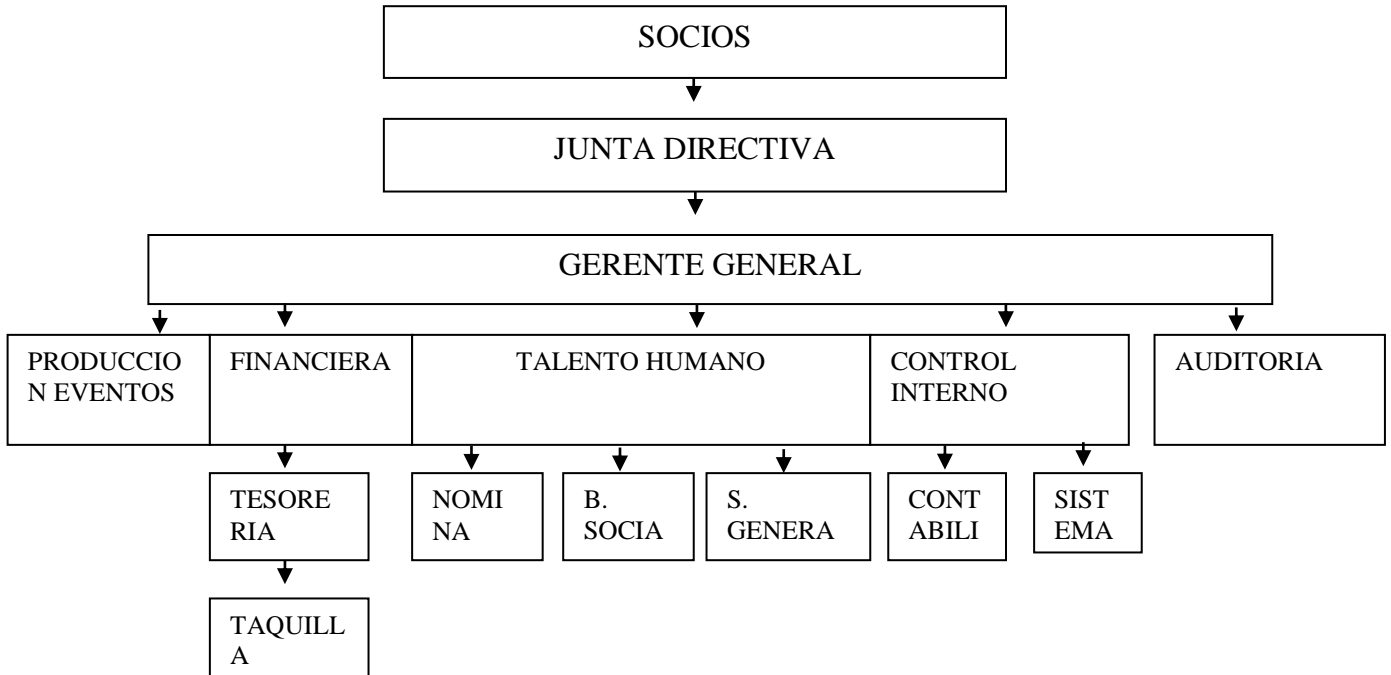 SOCIOS
JUNTA DIRECTIVA
GERENTE GENERAL
PRODUCCIO
N EVENTOS
FINANCIERA
TALENTO HUMANO
CONTROL
INTERNO
AUDITORIA
TESORE
RIA
NOMI
NA
B.
SOCIA
S.
GENERA
CONT
ABILI
SIST
EMA
TAQUILL
A